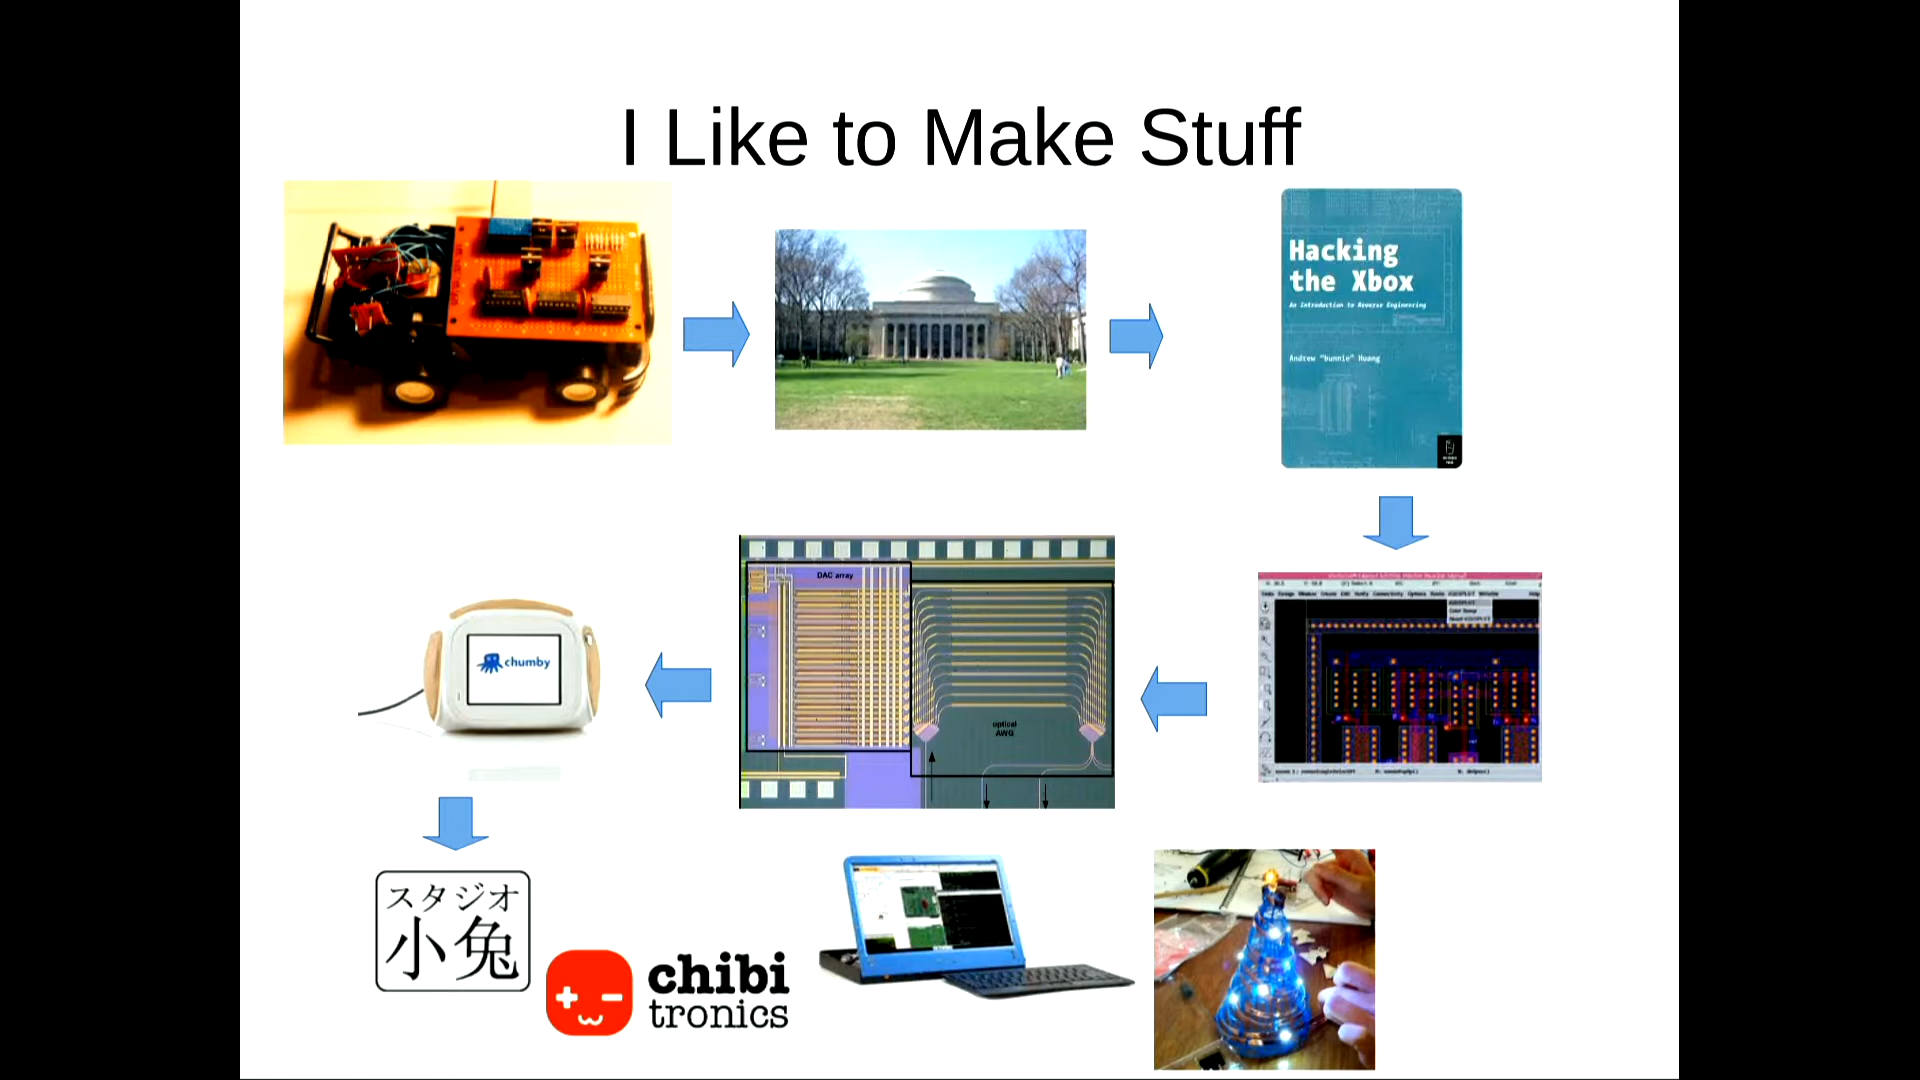 I Like to Make Stuff
Hacking
the Xbox
An Introduction to Reverse Engineering
Andrew "bunnie" Huang
DAC array
optical
AWG
chumby
スタジオ
小兎
chibi
tronics